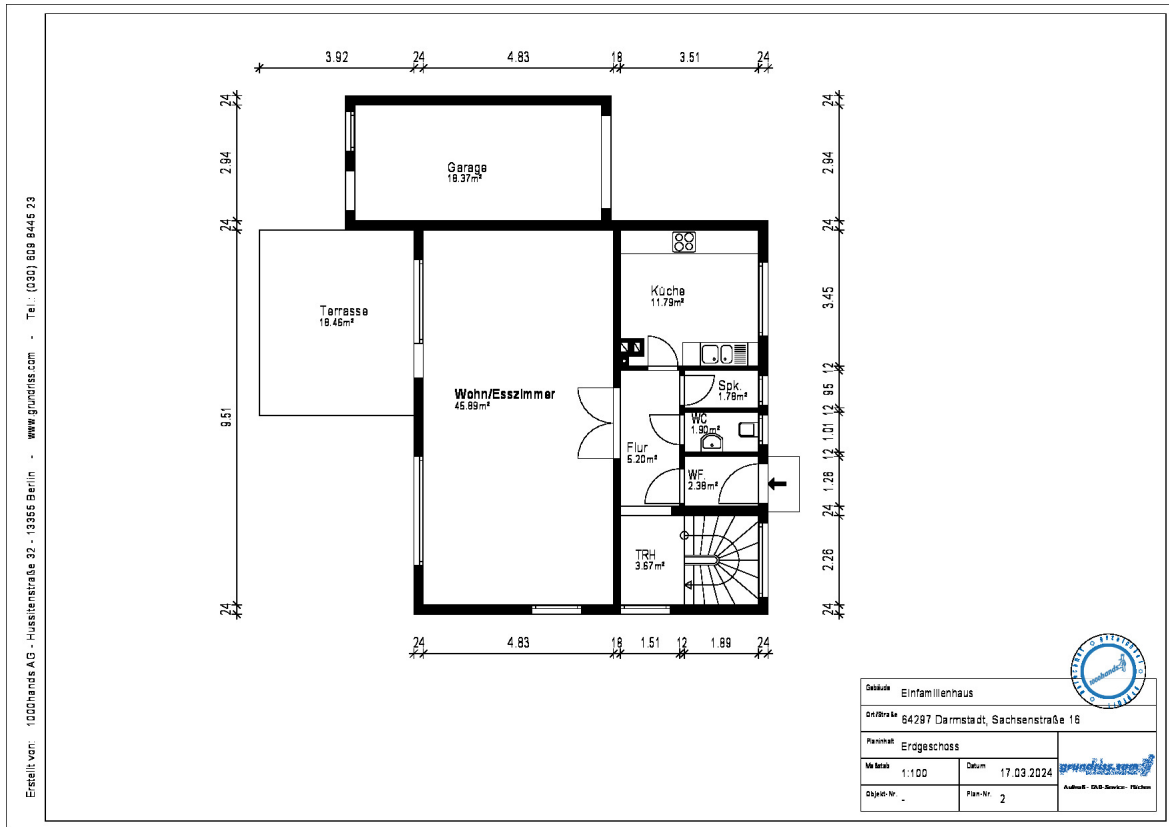 3.92 24 4.83 18 3.51 24
24 2.94 24 9.51 24
24 2.94 24 3.45 12 95 12 1.01 12 1.28 24 2.28 24
Garage
18.37m²
Terrasse
18.46m²
Küche
11.79m²
Wohn/Esszimmer
45.89m²
Spk.
1.78m²
WC
1.90m²
Flur
5.20m²
WF.
2.38m²
TRH
3.67m²
24 4.83 18 1.51 12 1.89 24
Erstellt von: 1000hands AG - Hussitenstraße 32 - 13355 Berlin - www.grundriss.com - Tel.: (030) 609 8445 23
1000hands
Gebäude Einfamilienhaus
Ort/Straße 64297 Darmstadt, Sachsenstraße 16
Planinhalt Erdgeschoss
Maßstab 1:100 Datum 17.03.2024
Objekt-Nr. - Plan-Nr. 2
grundriss.com
Aufmaß - CAD-Service - Flächen